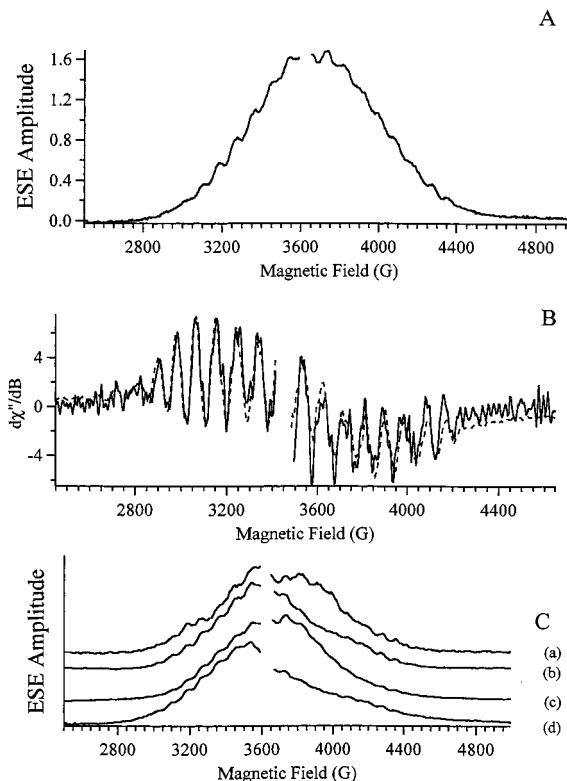 A
ESE Amplitude
1.6
1.2
0.8
0.4
0.0
2800 3200 3600 4000 4400 4800
Magnetic Field (G)
B
dχ"/dB
4
0
-4
2800 3200 3600 4000 4400
Magnetic Field (G)
C
ESE Amplitude
(a)
(b)
(c)
(d)
2800 3200 3600 4000 4400 4800
Magnetic Field (G)